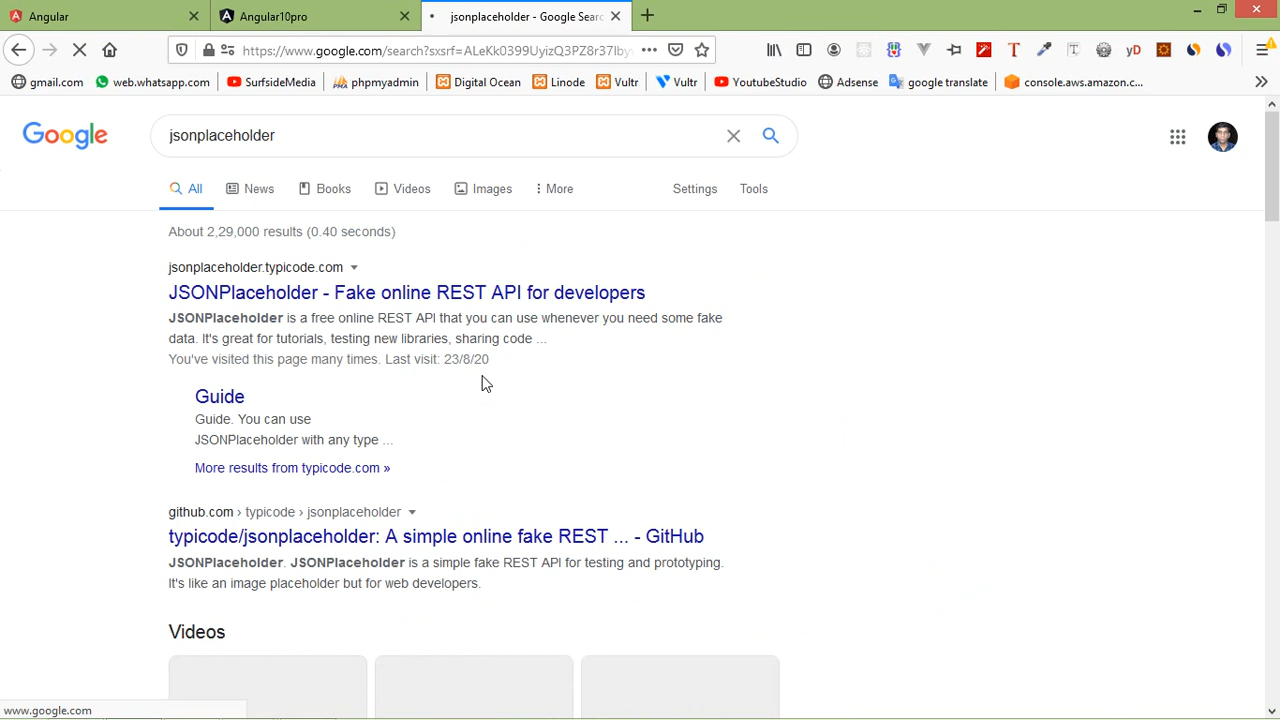 Angular
Angular10pro
jsonplaceholder - Google Searc
https://www.google.com/search?sxsrf=ALeKk0399UyizQ3PZ8r37lby
gmail.com
web.whatsapp.com
SurfsideMedia
phpmyadmin
Digital Ocean
Linode
Vultr
Vultr
YoutubeStudio
Adsense
google translate
console.aws.amazon.c...
Google
jsonplaceholder
All
News
Books
Videos
Images
More
Settings
Tools
About 2,29,000 results (0.40 seconds)
jsonplaceholder.typicode.com
JSONPlaceholder - Fake online REST API for developers
JSONPlaceholder is a free online REST API that you can use whenever you need some fake
data. It's great for tutorials, testing new libraries, sharing code ...
You've visited this page many times. Last visit: 23/8/20
Guide
Guide. You can use
JSONPlaceholder with any type ...
More results from typicode.com »
github.com › typicode › jsonplaceholder
typicode/jsonplaceholder: A simple online fake REST ... - GitHub
JSONPlaceholder. JSONPlaceholder is a simple fake REST API for testing and prototyping.
It's like an image placeholder but for web developers.
Videos
www.google.com